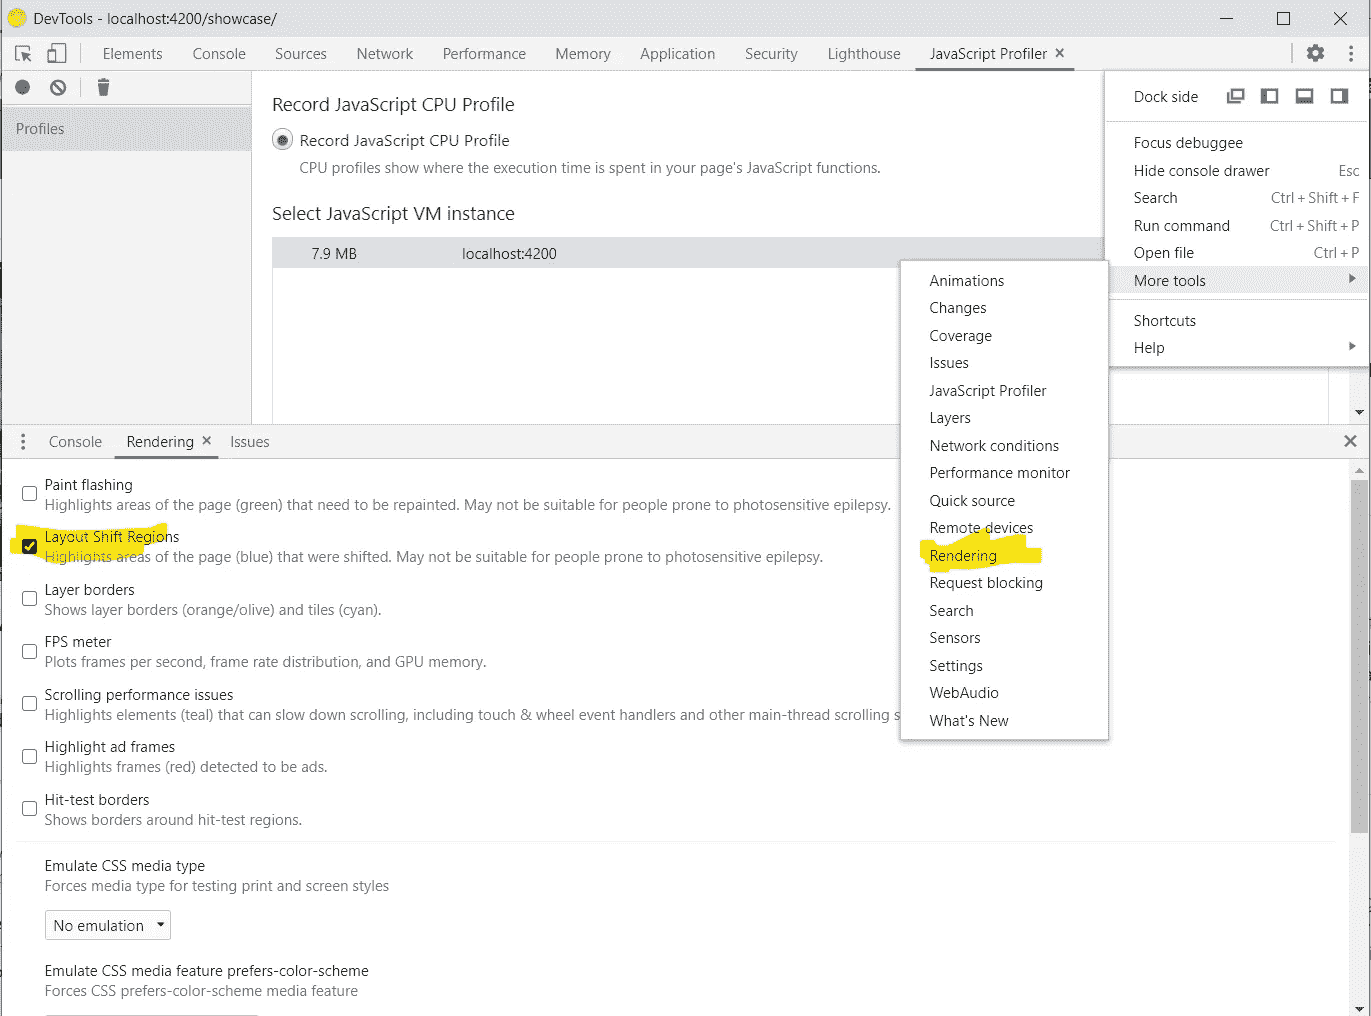 DevTools - localhost:4200/showcase/
Elements Console Sources Network Performance Memory Application Security Lighthouse JavaScript Profiler
Profiles
Record JavaScript CPU Profile
Record JavaScript CPU Profile
CPU profiles show where the execution time is spent in your page's JavaScript functions.
Select JavaScript VM instance
7.9 MB localhost:4200
Dock side
Focus debuggee
Hide console drawer Esc
Search Ctrl + Shift + F
Run command Ctrl + Shift + P
Open file Ctrl + P
More tools
Shortcuts
Help
Animations
Changes
Coverage
Issues
JavaScript Profiler
Layers
Network conditions
Performance monitor
Quick source
Remote devices
Rendering
Request blocking
Search
Sensors
Settings
WebAudio
What's New
Console Rendering Issues
Paint flashing
Highlights areas of the page (green) that need to be repainted. May not be suitable for people prone to photosensitive epilepsy.
Layout Shift Regions
Highlights areas of the page (blue) that were shifted. May not be suitable for people prone to photosensitive epilepsy.
Layer borders
Shows layer borders (orange/olive) and tiles (cyan).
FPS meter
Plots frames per second, frame rate distribution, and GPU memory.
Scrolling performance issues
Highlights elements (teal) that can slow down scrolling, including touch & wheel event handlers and other main-thread scrolling s
Highlight ad frames
Highlights frames (red) detected to be ads.
Hit-test borders
Shows borders around hit-test regions.
Emulate CSS media type
Forces media type for testing print and screen styles
No emulation
Emulate CSS media feature prefers-color-scheme
Forces CSS prefers-color-scheme media feature